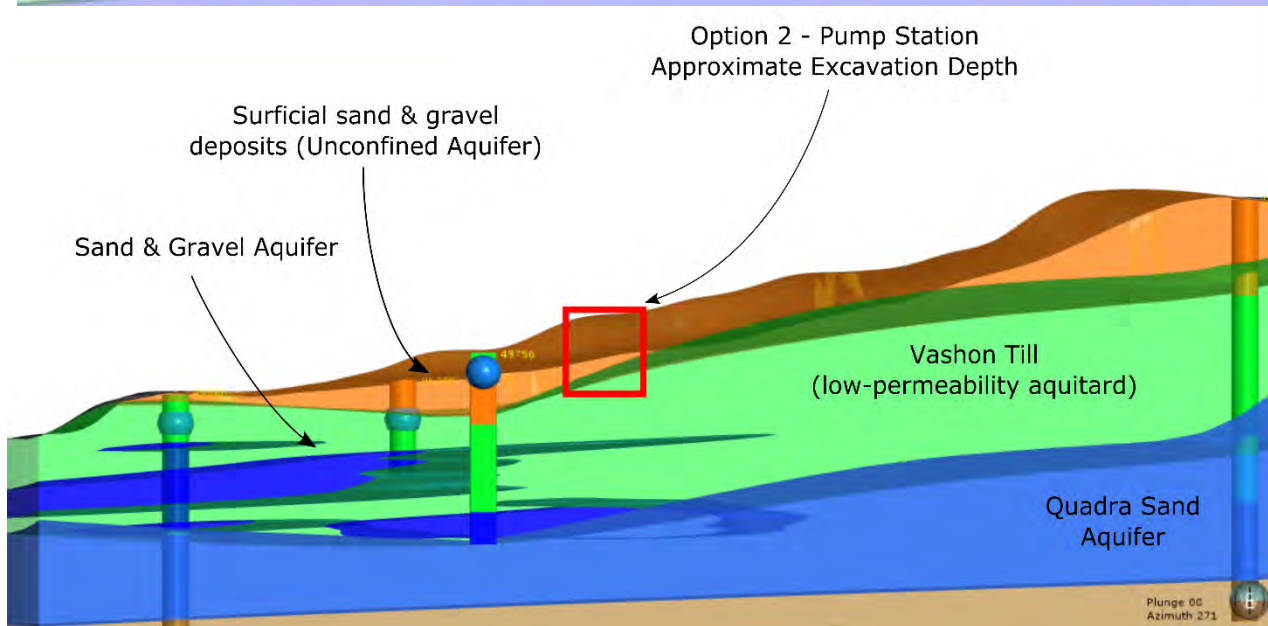 Option 2 - Pump Station
Approximate Excavation Depth
Surficial sand & gravel
deposits (Unconfined Aquifer)
Sand & Gravel Aquifer
49756
Vashon Till
(low-permeability aquitard)
Quadra Sand
Aquifer
Plunge 00
Azimuth 271